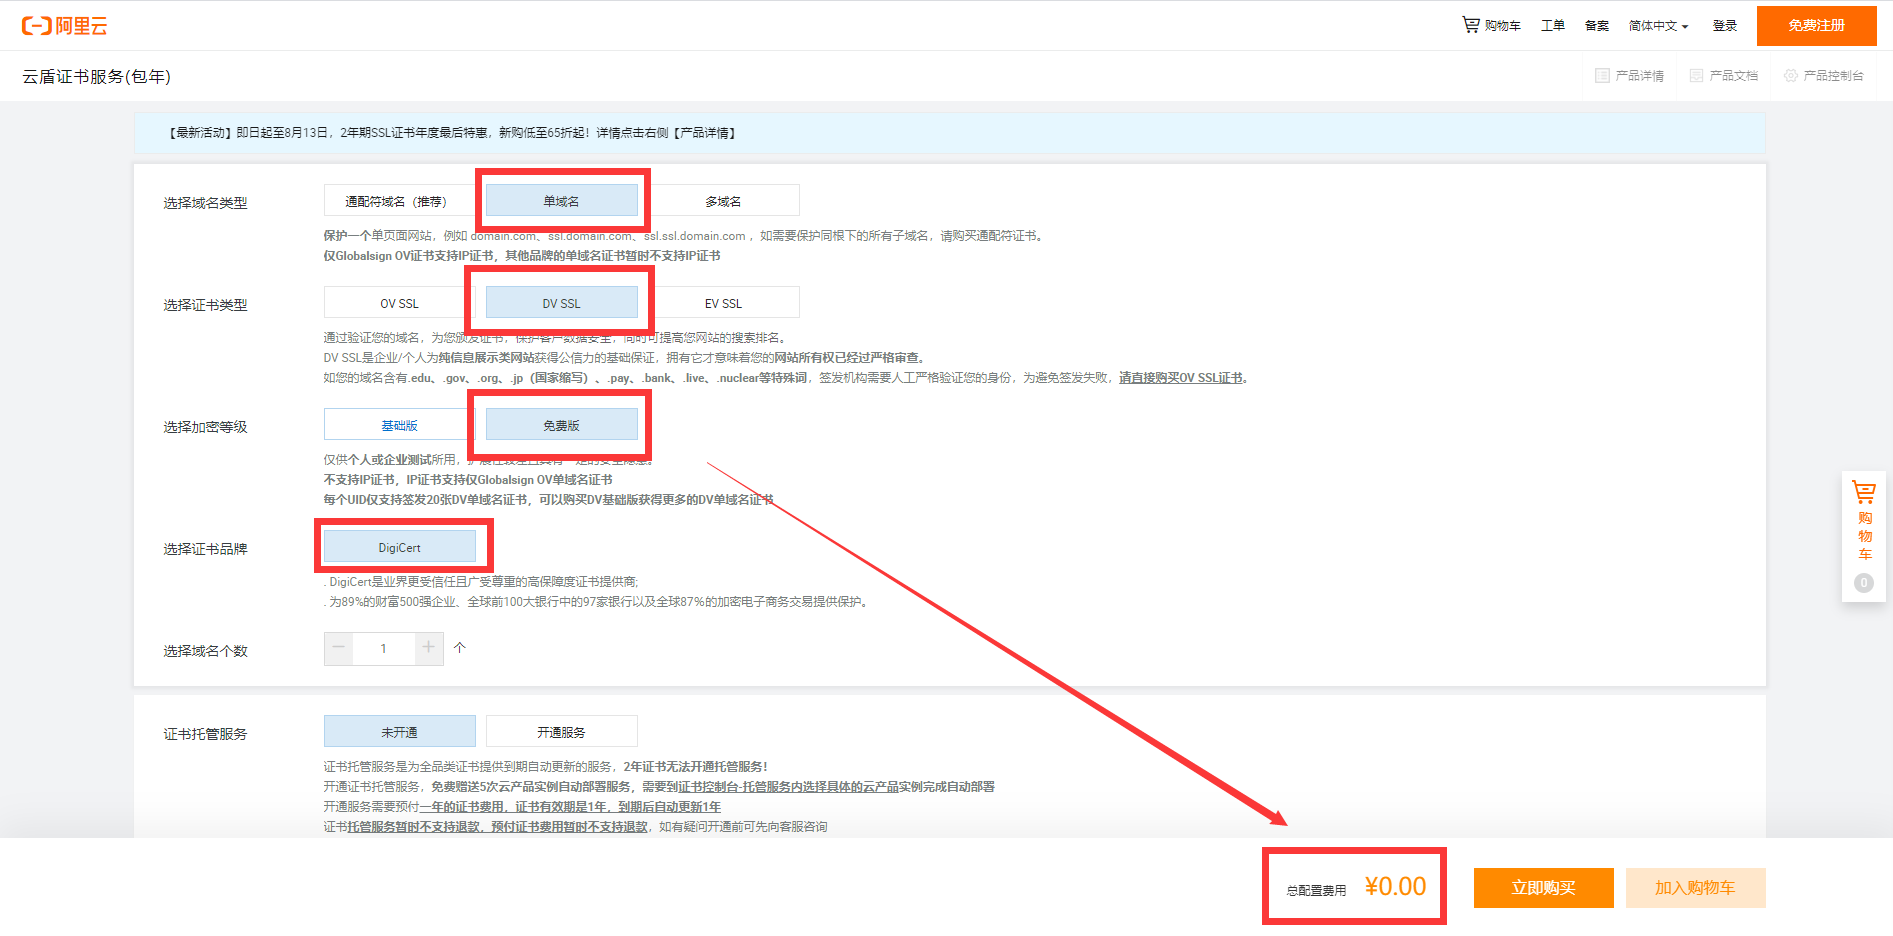 阿里云
购物车 工单 备案 简体中文 登录 免费注册
云盾证书服务(包年)
产品详情 产品文档 产品控制台
【最新活动】即日起至8月13日，2年期SSL证书年度最后特惠，新购低至65折起！详情点击右侧【产品详情】
选择域名类型 通配符域名（推荐） 单域名 多域名
保护一个单页面网站，例如 domain.com、ssl.domain.com、ssl.ssl.domain.com ，如需要保护同根下的所有子域名，请购买通配符证书。
仅Globalsign OV证书支持IP证书，其他品牌的单域名证书暂时不支持IP证书
选择证书类型 OV SSL DV SSL EV SSL
通过验证您的域名，为您颁发证书，保护客户数据安全，同时可提高您网站的搜索排名。
DV SSL是企业/个人为纯信息展示类网站获得公信力的基础保证，拥有它才意味着您的网站所有权已经过严格审查。
如您的域名含有.edu、.gov、.org、.jp（国家缩写）、.pay、.bank、.live、.nuclear等特殊词，签发机构需要人工严格验证您的身份，为避免签发失败，请直接购买OV SSL证书。
选择加密等级 基础版 免费版
仅供个人或企业测试所用，
不支持IP证书，IP证书支持仅Globalsign OV单域名证书
每个UID仅支持签发20张DV单域名证书，可以购买DV基础版获得更多的DV单域名证书
选择证书品牌 DigiCert
. DigiCert是业界更受信任且广受尊重的高保障度证书提供商;
. 为89%的财富500强企业、全球前100大银行中的97家银行以及全球87%的加密电子商务交易提供保护。
选择域名个数 － 1 + 个
证书托管服务 未开通 开通服务
证书托管服务是为全品类证书提供到期自动更新的服务，2年证书无法开通托管服务！
开通证书托管服务，免费赠送5次云产品实例自动部署服务，需要到证书控制台-托管服务内选择具体的云产品实例完成自动部署
开通服务需要预付一年的证书费用，证书有效期是1年，到期后自动更新1年
证书托管服务暂时不支持退款，预付证书费用暂时不支持退款，如有疑问开通前可先向客服咨询
购
物
车
0
总配置费用 ¥0.00 立即购买 加入购物车